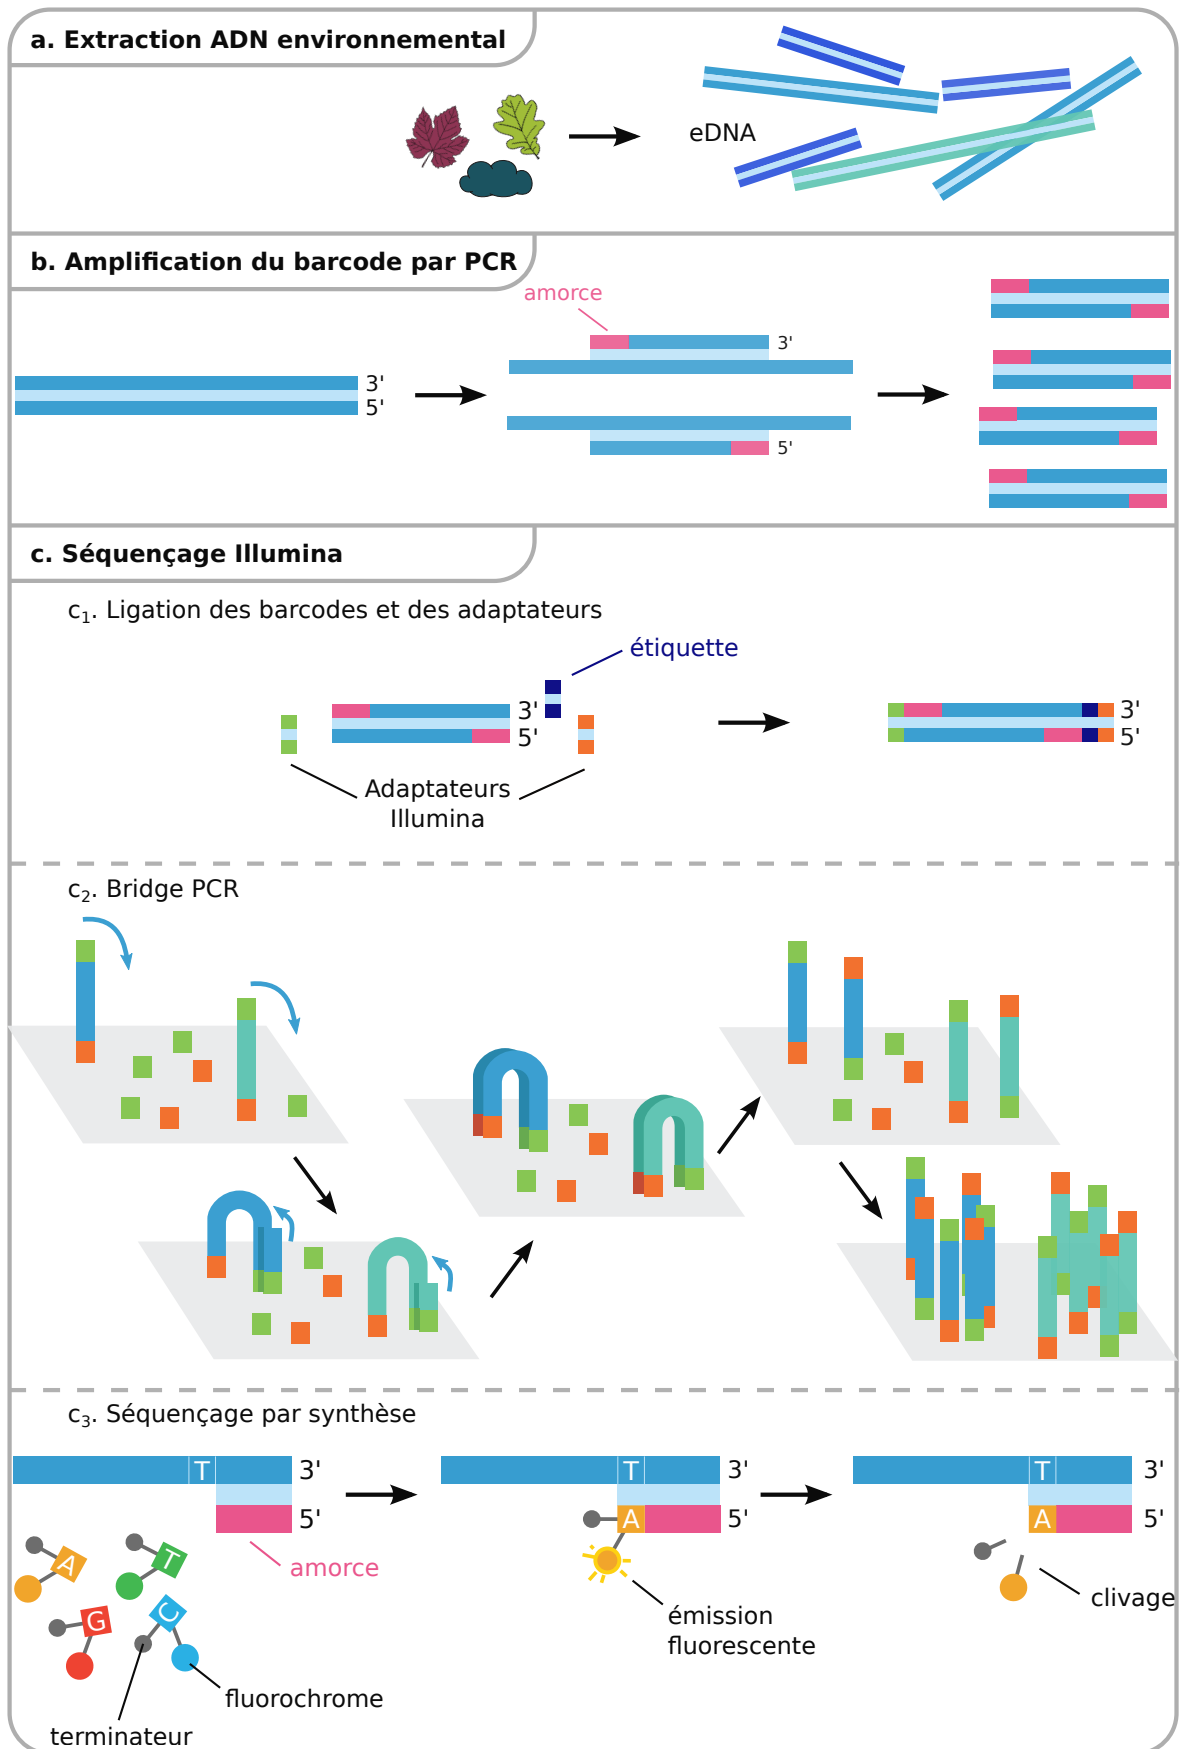 a. Extraction ADN environnemental
eDNA
b. Amplification du barcode par PCR
amorce
3'
3'
5'
5'
c. Séquençage Illumina
c₁. Ligation des barcodes et des adaptateurs
étiquette
3'
5'
3'
5'
Adaptateurs
Illumina
c₂. Bridge PCR
c₃. Séquençage par synthèse
T
3'
T
3'
T
3'
5'
A
5'
A
5'
amorce
A
T
G
C
clivage
émission
fluorescente
fluorochrome
terminateur